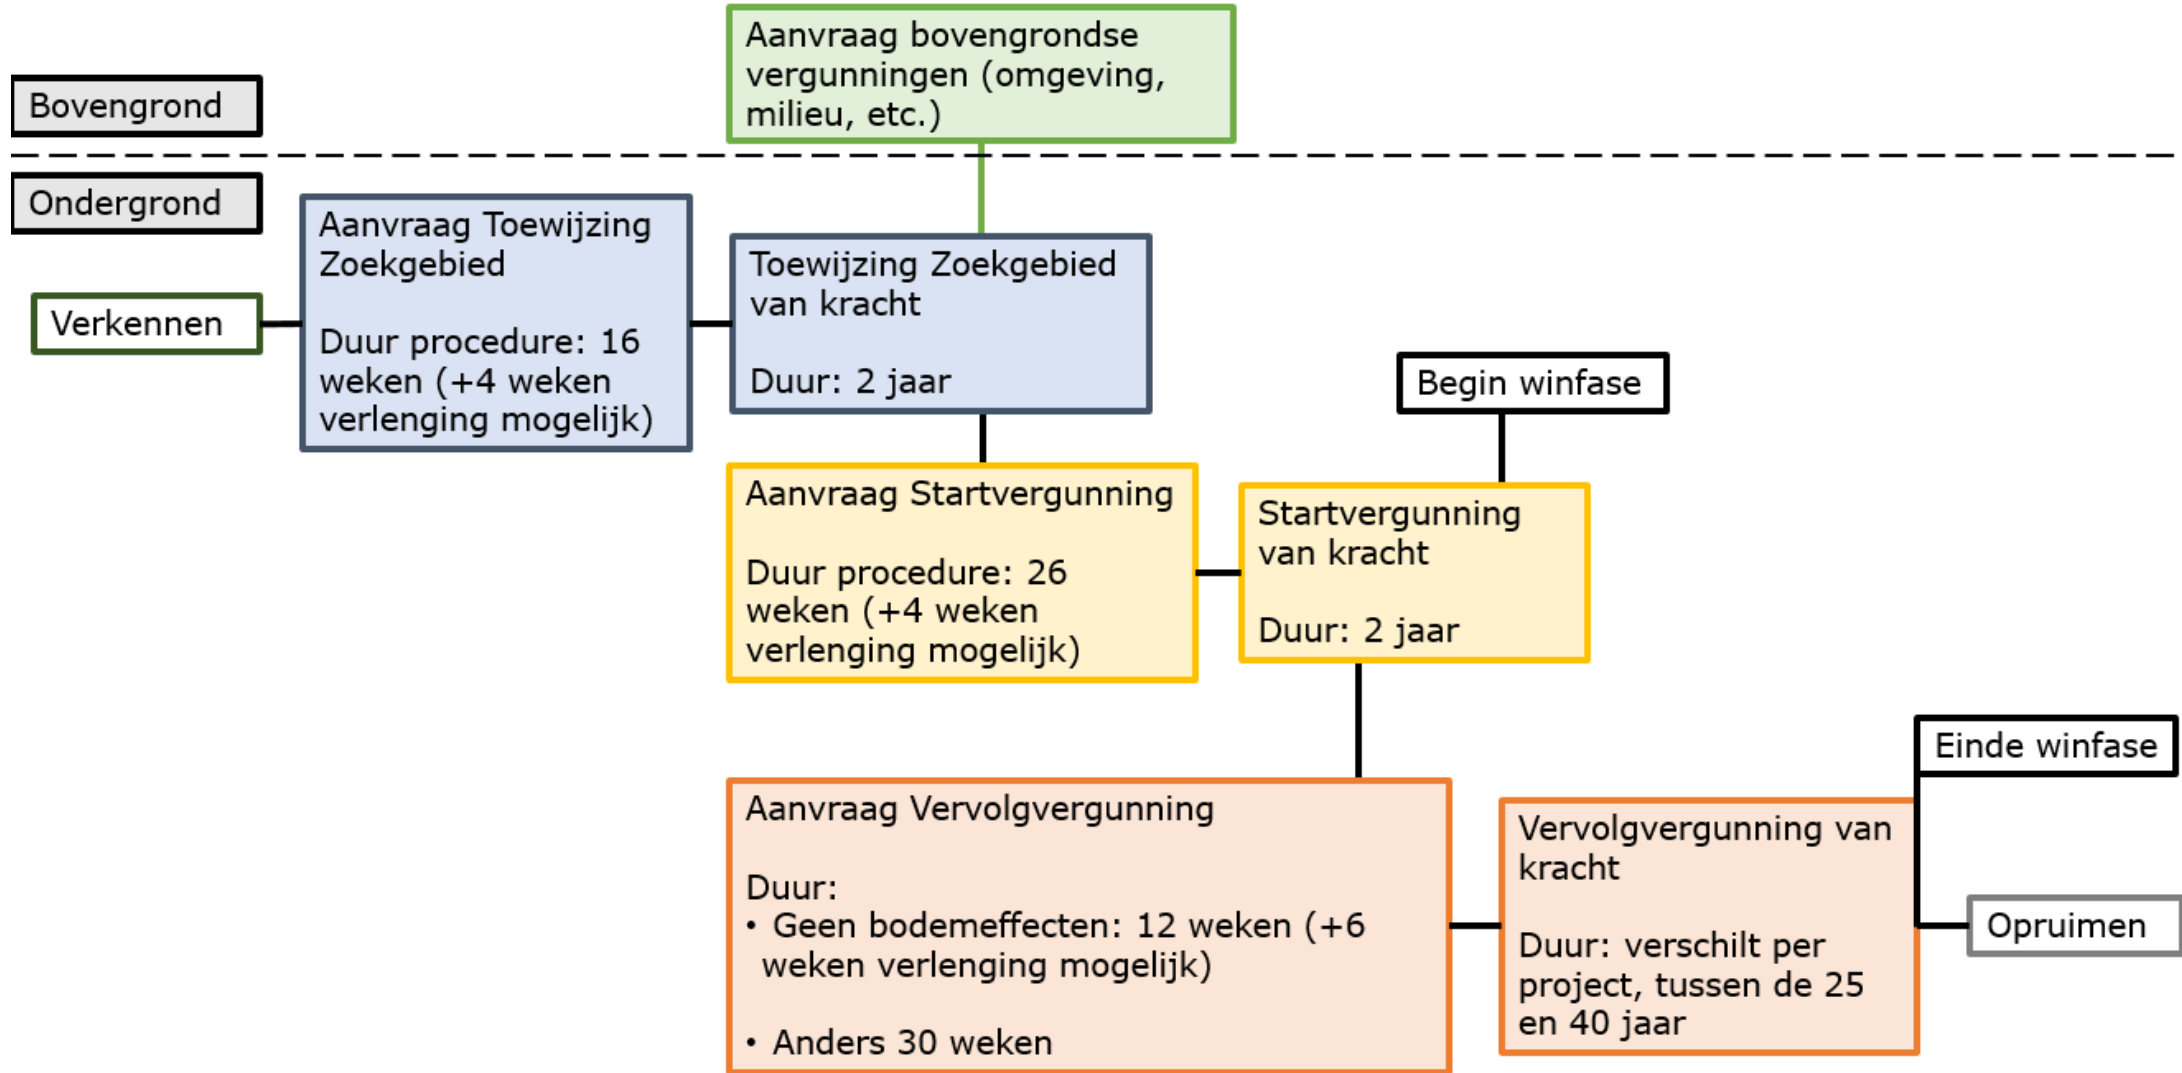 Aanvraag bovengrondse
vergunningen (omgeving,
milieu, etc.)
Bovengrond
Ondergrond
Verkennen
Aanvraag Toewijzing
Zoekgebied
Duur procedure: 16
weken (+4 weken
verlenging mogelijk)
Toewijzing Zoekgebied
van kracht
Duur: 2 jaar
Begin winfase
Aanvraag Startvergunning
Duur procedure: 26
weken (+4 weken
verlenging mogelijk)
Startvergunning
van kracht
Duur: 2 jaar
Aanvraag Vervolgvergunning
Duur:
• Geen bodemeffecten: 12 weken (+6
weken verlenging mogelijk)
• Anders 30 weken
Vervolgvergunning van
kracht
Duur: verschilt per
project, tussen de 25
en 40 jaar
Einde winfase
Opruimen